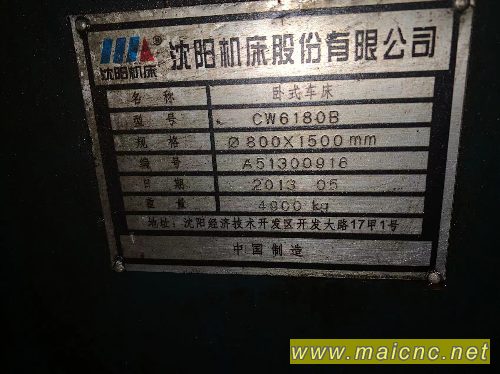 沈阳机床® 沈阳机床股份有限公司
名 称 卧式车床
型 号 CW6180B
规 格 Ø800X1500mm
编 号 A51300916
日 期 2013 05
重 量 4000 kg
地址: 沈阳经济技术开发区开发大路17甲1号
中国制造
www.maicnc.net